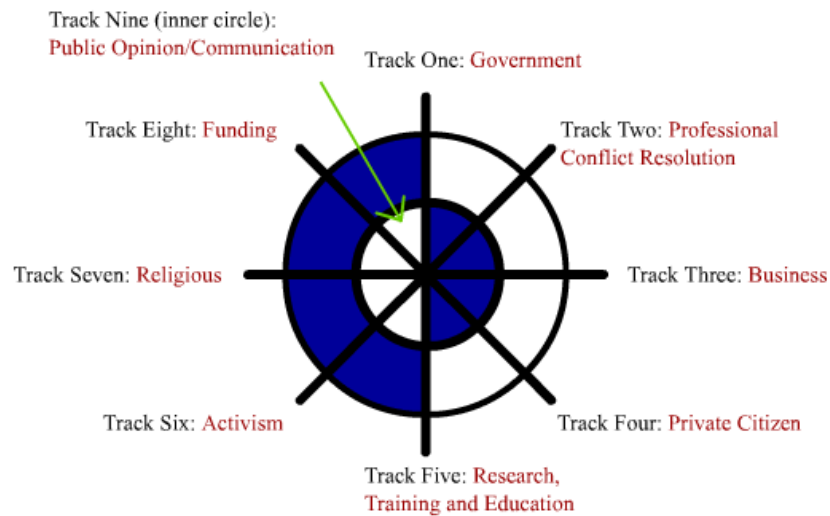 Track Nine (inner circle):
Public Opinion/Communication
Track One: Government
Track Eight: Funding
Track Two: Professional
Conflict Resolution
Track Seven: Religious
Track Three: Business
Track Six: Activism
Track Four: Private Citizen
Track Five: Research,
Training and Education